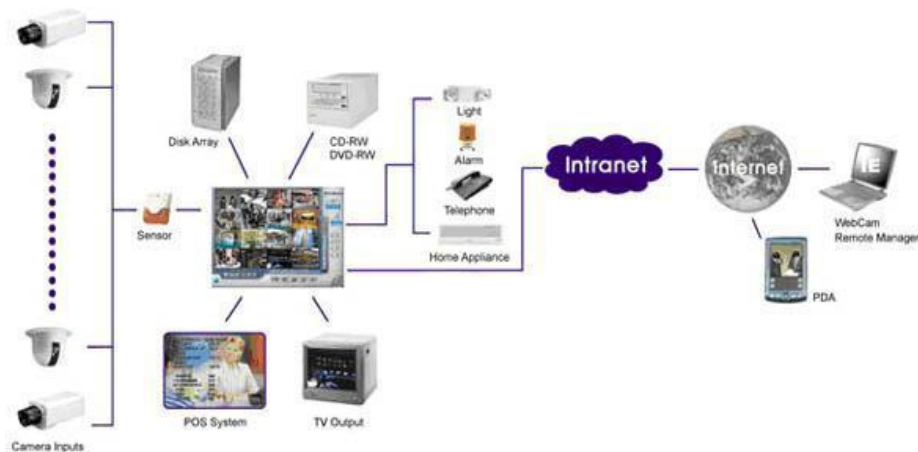 Disk Array
CD-RW
DVD-RW
Light
Alarm
Telephone
Home Appliance
Sensor
Intranet
Internet
IE
WebCam
Remote Manager
PDA
POS System
TV Output
Camera Inputs